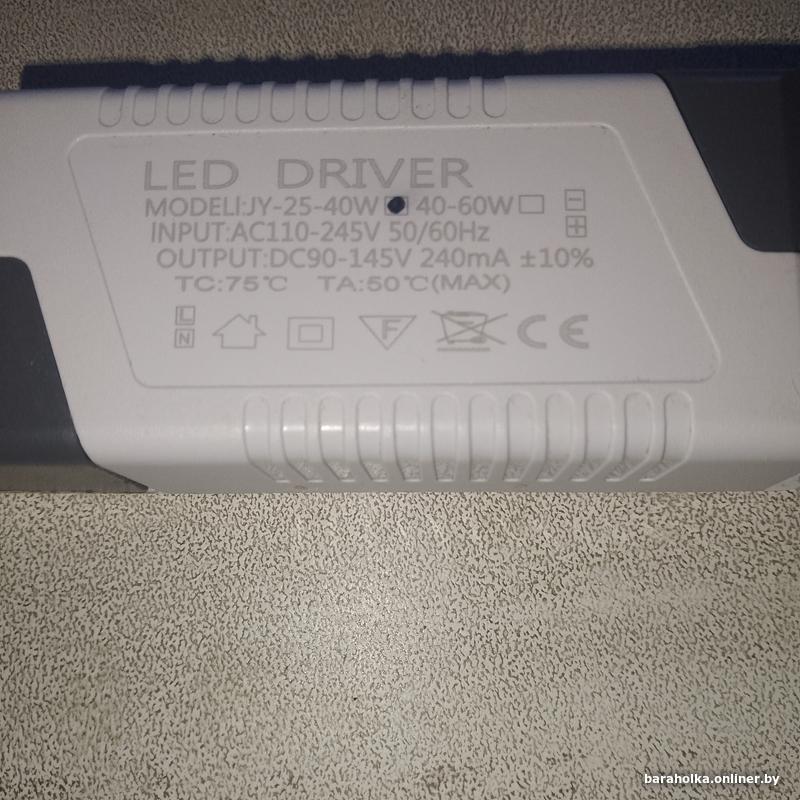 LED DRIVER
MODELI:JY-25-40W 40-60W
INPUT:AC110-245V 50/60Hz
OUTPUT:DC90-145V 240mA ±10%
TC:75℃ TA:50℃(MAX)
L
N
F
CE
baraholka.onliner.by